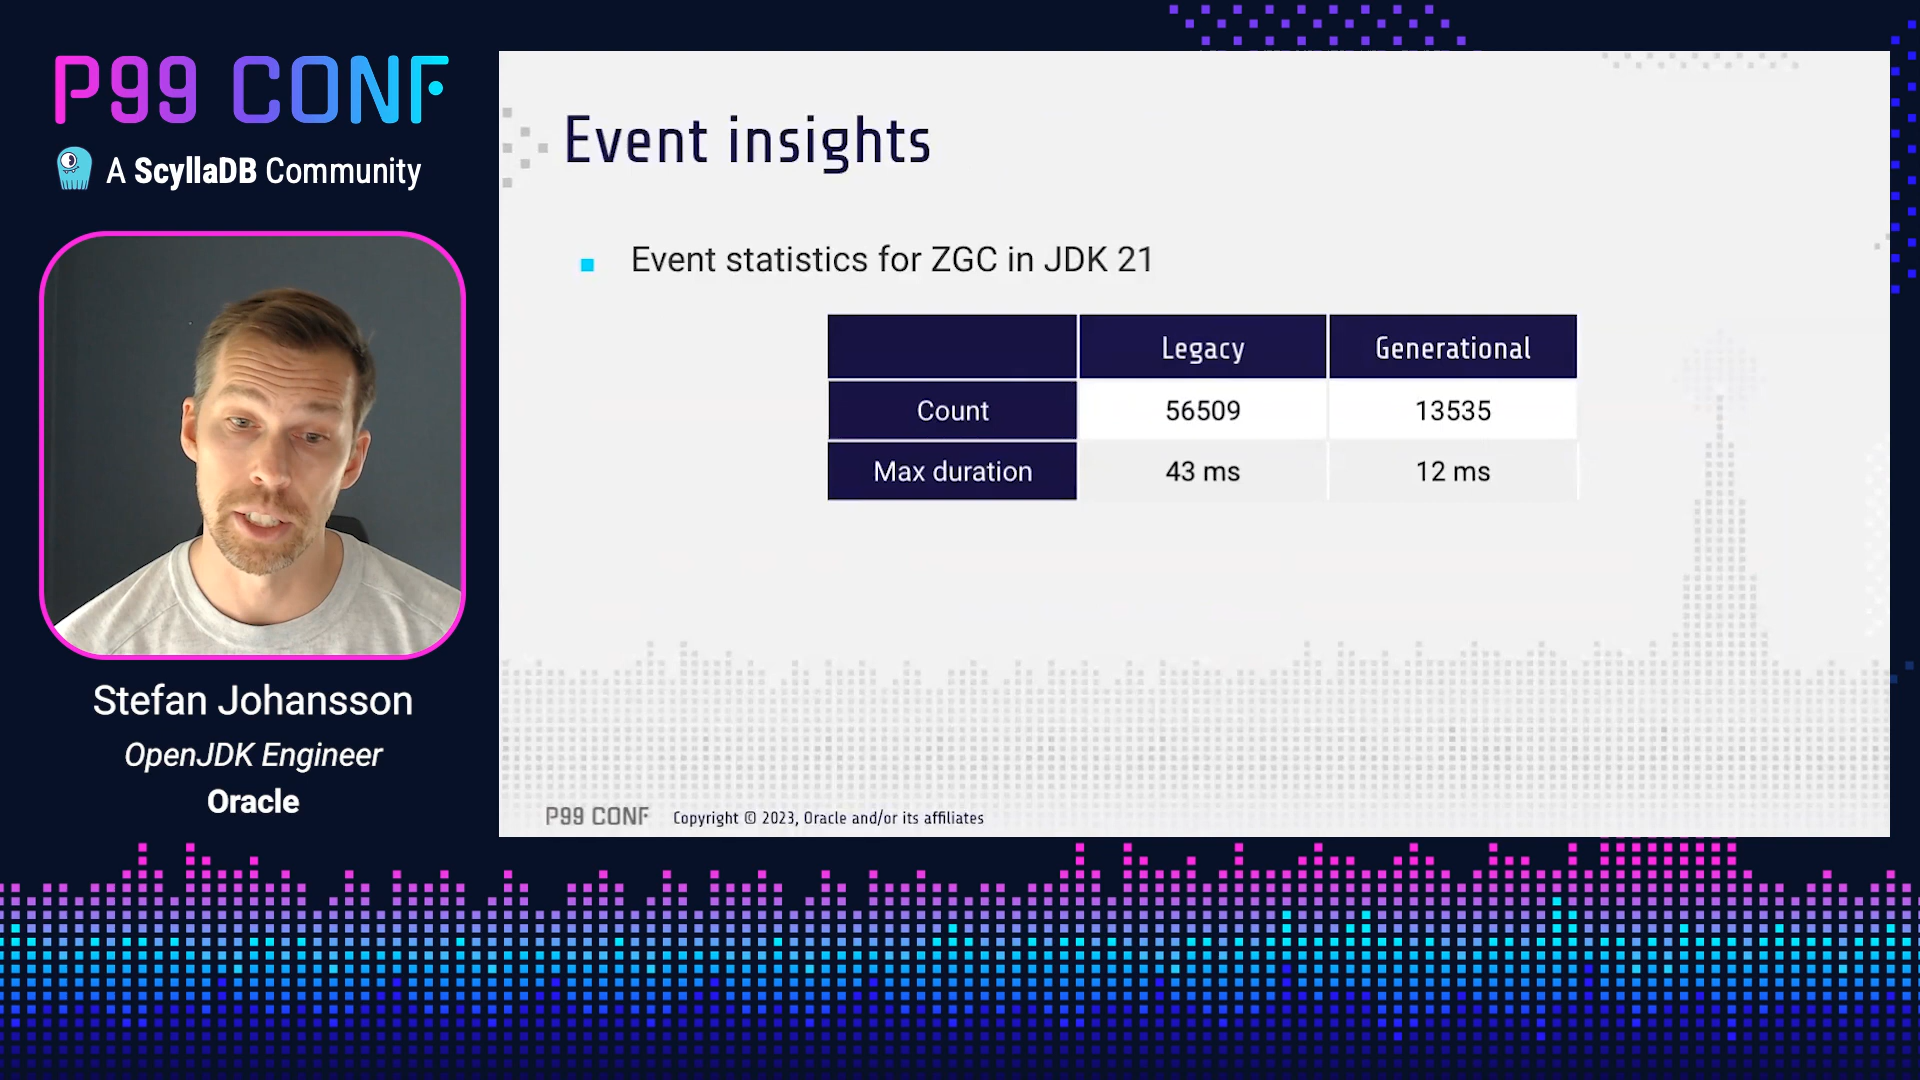 P99 CONF
A ScyllaDB Community
Stefan Johansson
OpenJDK Engineer
Oracle
Event insights
Event statistics for ZGC in JDK 21
Legacy Generational
Count 56509 13535
Max duration 43 ms 12 ms
P99 CONF Copyright © 2023, Oracle and/or its affiliates